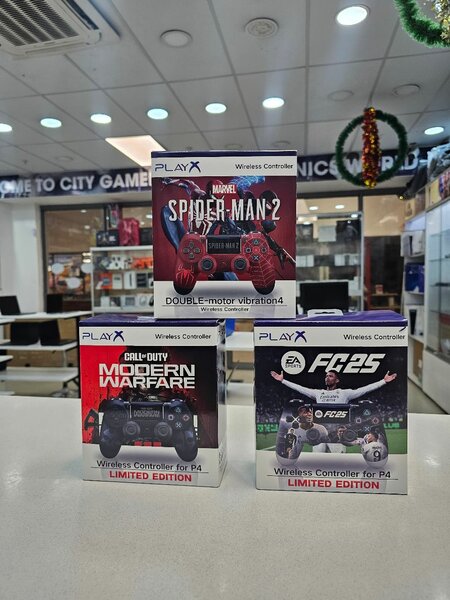 ME TO CITY GAME
NICS WORLD
PLAYX Wireless Controller
MARVEL
SPIDER-MAN 2
SPIDER-MAN 2
DOUBLE-motor vibration4
Wireless Controller
PLAYX Wireless Controller
CALL OF DUTY
MODERN
WARFARE
Wireless Controller for P4
LIMITED EDITION
PLAYX Wireless Controller
EA SPORTS FC25
FC25
Wireless Controller for P4
LIMITED EDITION